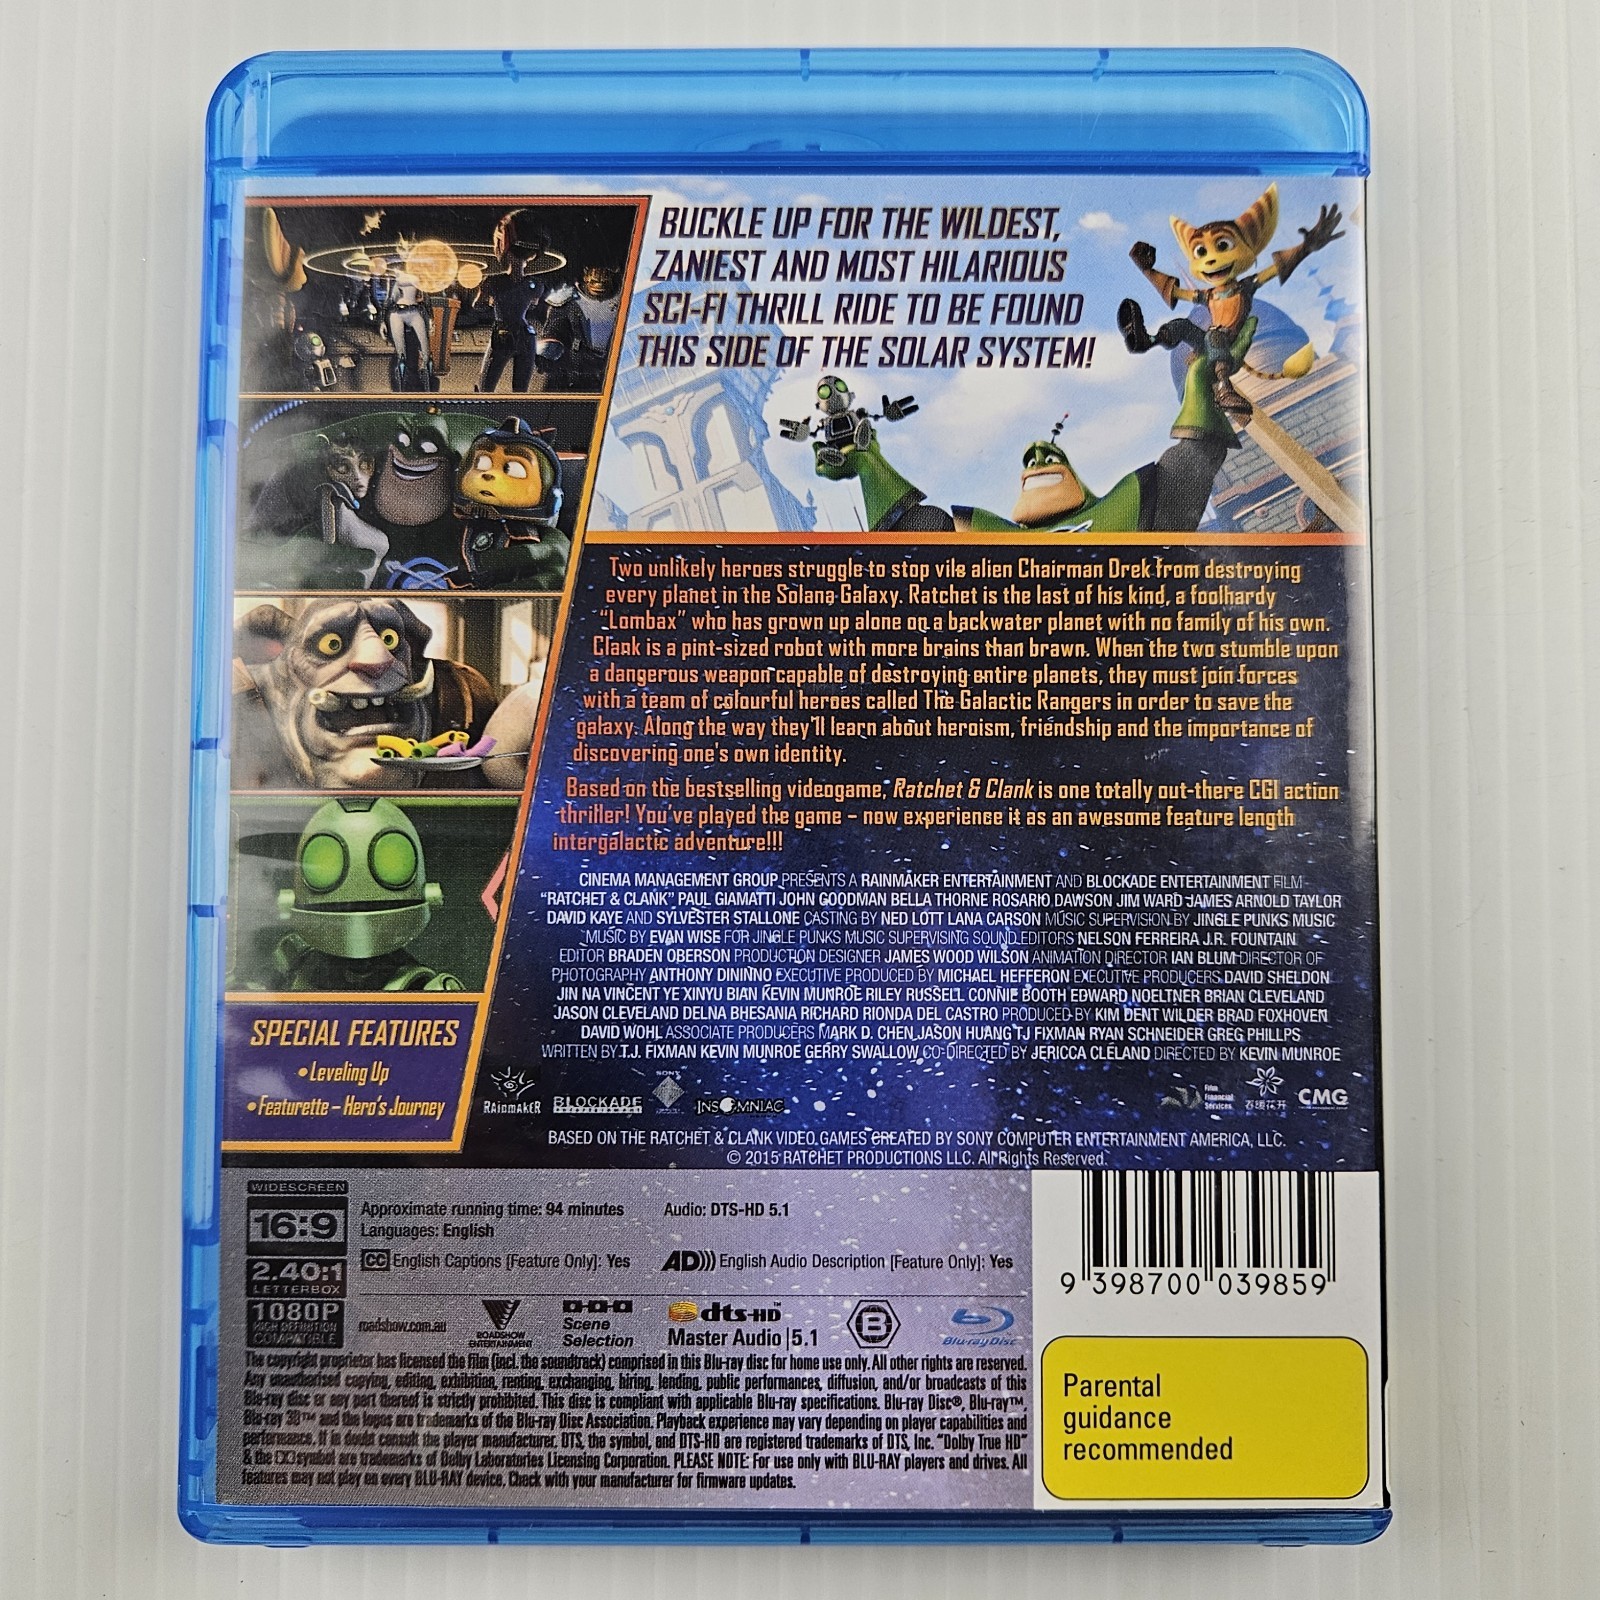 BUCKLE UP FOR THE WILDEST,
ZANIEST AND MOST HILARIOUS
SCI-FI THRILL RIDE TO BE FOUND
THIS SIDE OF THE SOLAR SYSTEM!
Two unlikely heroes struggle to stop vile alien Chairman Drek from destroying
every planet in the Solana Galaxy. Ratchet is the last of his kind, a foolhardy
"Lombax" who has grown up alone on a backwater planet with no family of his own.
Clank is a pint-sized robot with more brains than brawn. When the two stumble upon
a dangerous weapon capable of destroying entire planets, they must join forces
with a team of colourful heroes called The Galactic Rangers in order to save the
galaxy. Along the way they'll learn about heroism, friendship and the importance of
discovering one's own identity.
Based on the bestselling videogame, Ratchet & Clank is one totally out-there CGI action
thriller! You've played the game – now experience it as an awesome feature length
intergalactic adventure!!!
CINEMA MANAGEMENT GROUP PRESENTS A RAINMAKER ENTERTAINMENT AND BLOCKADE ENTERTAINMENT FILM
"RATCHET & CLANK" PAUL GIAMATTI JOHN GOODMAN BELLA THORNE ROSARIO DAWSON JIM WARD JAMES ARNOLD TAYLOR
DAVID KAYE AND SYLVESTER STALLONE CASTING BY NED LOTT LANA CARSON MUSIC SUPERVISION BY JINGLE PUNKS MUSIC
MUSIC BY EVAN WISE FOR JINGLE PUNKS MUSIC SUPERVISING SOUND EDITORS NELSON FERREIRA J.R. FOUNTAIN
EDITOR BRADEN OBERSON PRODUCTION DESIGNER JAMES WOOD WILSON ANIMATION DIRECTOR IAN BLUM DIRECTOR OF
PHOTOGRAPHY ANTHONY DININNO EXECUTIVE PRODUCED BY MICHAEL HEFFERON EXECUTIVE PRODUCERS DAVID SHELDON
JIN NA VINCENT YE XINYU BIAN KEVIN MUNROE RILEY RUSSELL CONNIE BOOTH EDWARD NOELTNER BRIAN CLEVELAND
JASON CLEVELAND DELNA BHESANIA RICHARD RIONDA DEL CASTRO PRODUCED BY KIM DENT WILDER BRAD FOXHOVEN
DAVID WOHL ASSOCIATE PRODUCERS MARK D. CHEN JASON HUANG TJ FIXMAN RYAN SCHNEIDER GREG PHILLPS
WRITTEN BY T.J. FIXMAN KEVIN MUNROE GERRY SWALLOW CO-DIRECTED BY JERICCA CLELAND DIRECTED BY KEVIN MUNROE
SPECIAL FEATURES
• Leveling Up
• Featurette – Hero's Journey
RAINMAKER BLOCKADE SONY INSOMNIAC Film Financial Services 春暖花开 CMG
BASED ON THE RATCHET & CLANK VIDEO GAMES CREATED BY SONY COMPUTER ENTERTAINMENT AMERICA, LLC.
© 2015 RATCHET PRODUCTIONS LLC. All Rights Reserved.
WIDESCREEN
16:9
2.40:1
LETTERBOX
1080P
HIGH DEFINITION
COMPATIBLE
Approximate running time: 94 minutes Audio: DTS-HD 5.1
Languages: English
CC English Captions [Feature Only]: Yes AD))) English Audio Description [Feature Only]: Yes
roadshow.com.au
ROADSHOW
ENTERTAINMENT
Scene
Selection
dts-HD™
Master Audio | 5.1
B
Blu-ray Disc
The copyright proprietor has licensed the film (incl. the soundtrack) comprised in this Blu-ray disc for home use only. All other rights are reserved.
Any unauthorised copying, editing, exhibition, renting, exchanging, hiring, lending, public performances, diffusion, and/or broadcasts of this
Blu-ray disc or any part thereof is strictly prohibited. This disc is compliant with applicable Blu-ray specifications. Blu-ray Disc®, Blu-ray™,
Blu-ray 3D™ and the logos are trademarks of the Blu-ray Disc Association. Playback experience may vary depending on player capabilities and
performance. If in doubt consult the player manufacturer. DTS, the symbol, and DTS-HD are registered trademarks of DTS, Inc. "Dolby True HD"
& the symbol are trademarks of Dolby Laboratories Licensing Corporation. PLEASE NOTE: For use only with BLU-RAY players and drives. All
features may not play on every BLU-RAY device. Check with your manufacturer for firmware updates.
9 398700 039859
Parental
guidance
recommended